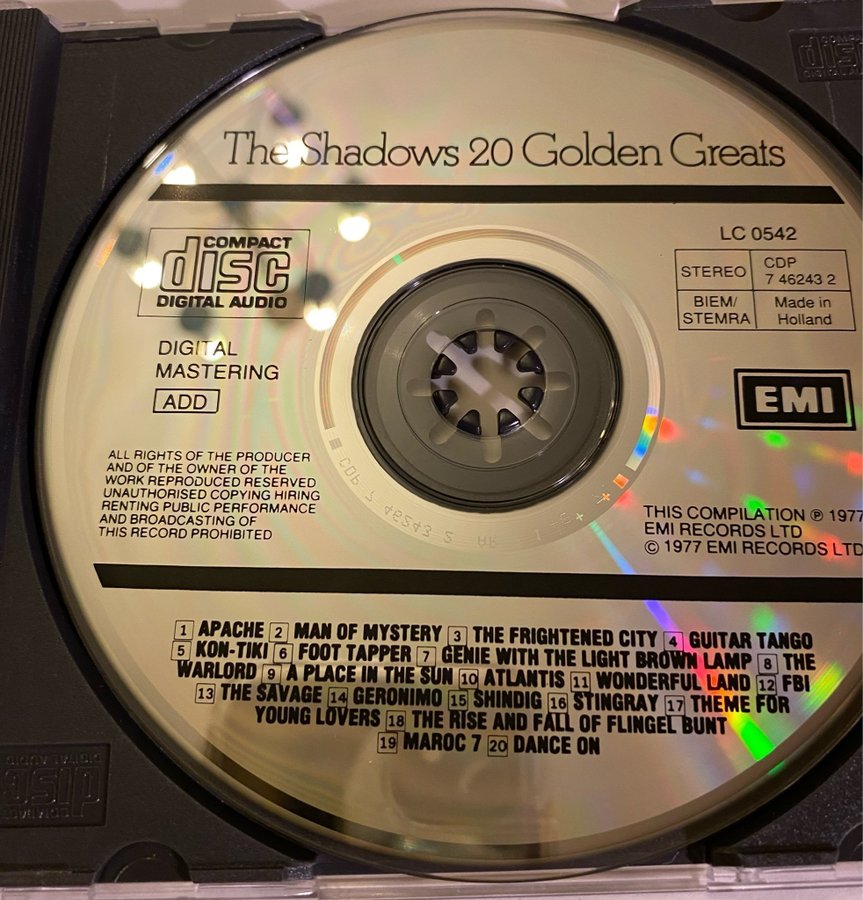 The Shadows 20 Golden Greats
COMPACT
disc
DIGITAL AUDIO
DIGITAL
MASTERING
ADD
LC 0542
STEREO CDP
7 46243 2
BIEM/ Made in
STEMRA Holland
EMI
ALL RIGHTS OF THE PRODUCER
AND OF THE OWNER OF THE
WORK REPRODUCED RESERVED
UNAUTHORISED COPYING HIRING
RENTING PUBLIC PERFORMANCE
AND BROADCASTING OF
THIS RECORD PROHIBITED
CDP 7 46243 2
THIS COMPILATION ℗ 1977
EMI RECORDS LTD
© 1977 EMI RECORDS LTD
1 APACHE 2 MAN OF MYSTERY 3 THE FRIGHTENED CITY 4 GUITAR TANGO
5 KON-TIKI 6 FOOT TAPPER 7 GENIE WITH THE LIGHT BROWN LAMP 8 THE
WARLORD 9 A PLACE IN THE SUN 10 ATLANTIS 11 WONDERFUL LAND 12 FBI
13 THE SAVAGE 14 GERONIMO 15 SHINDIG 16 STINGRAY 17 THEME FOR
YOUNG LOVERS 18 THE RISE AND FALL OF FLINGEL BUNT
19 MAROC 7 20 DANCE ON